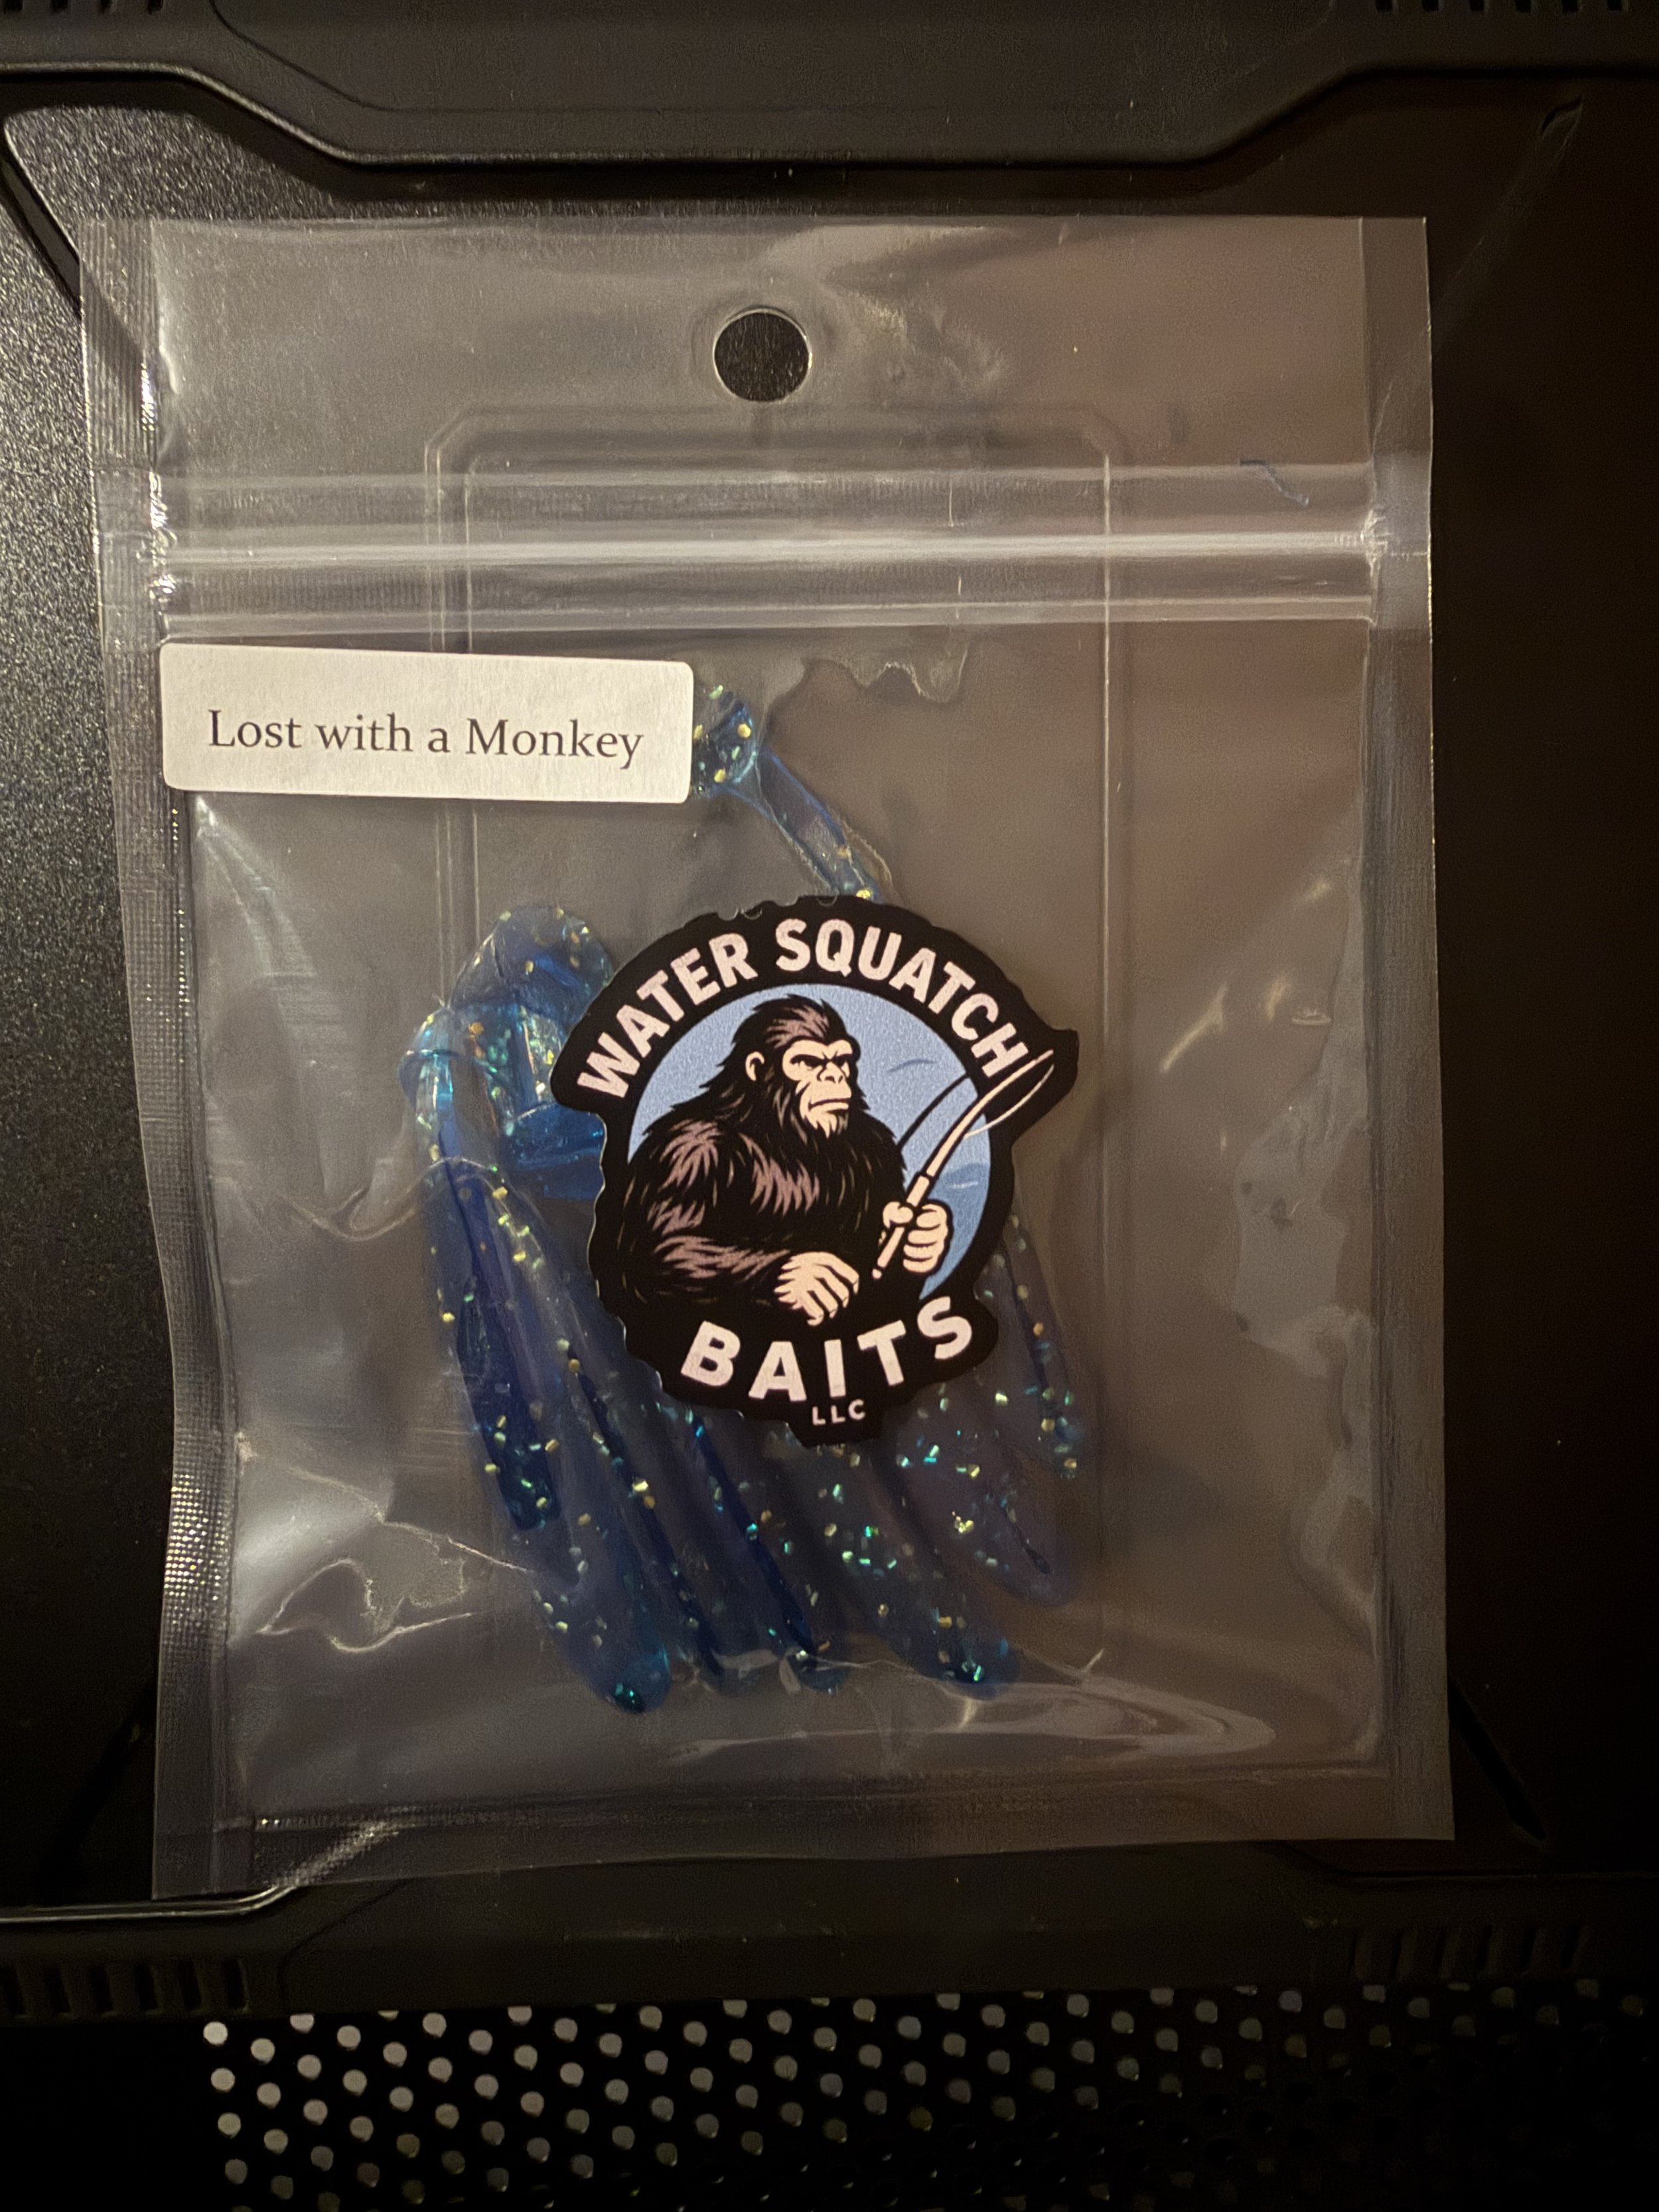 Lost with a Monkey
WATER SQUATCH
BAITS
LLC